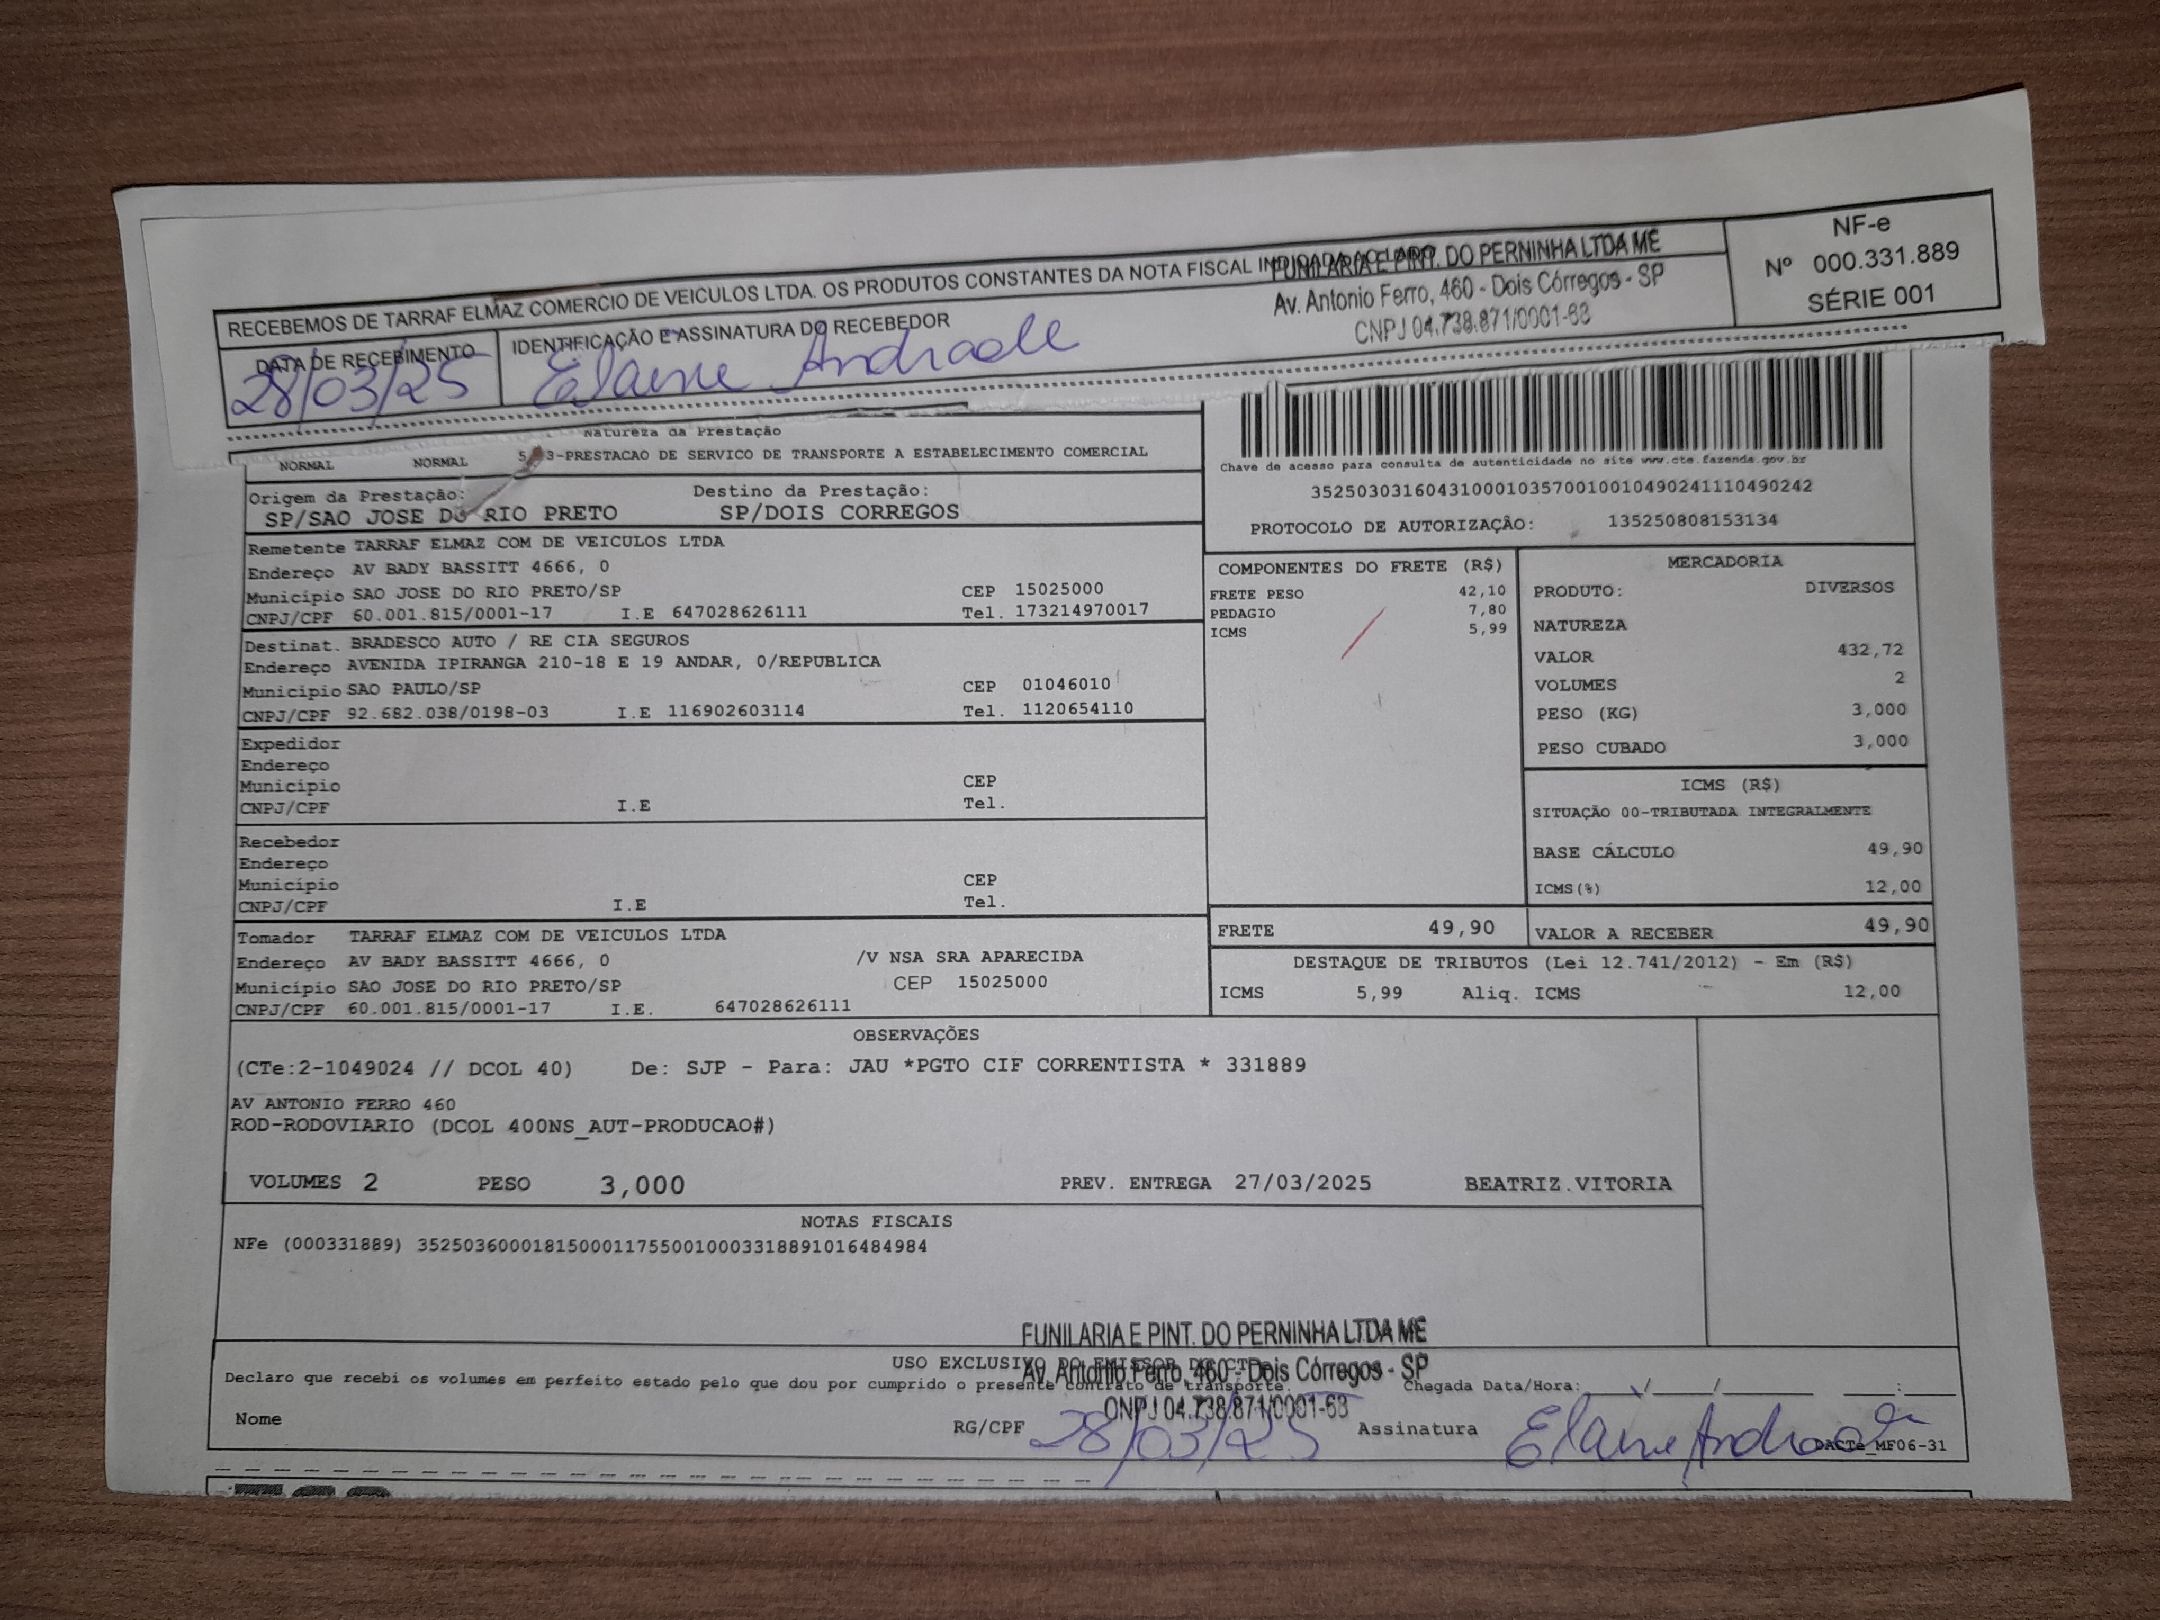 RECEBEMOS DE TARRAF ELMAZ COMERCIO DE VEICULOS LTDA. OS PRODUTOS CONSTANTES DA NOTA FISCAL INDICADA AO LADO
FUNILARIA E PINT. DO PERNINHA LTDA ME
Av. Antonio Ferro, 460 - Dois Córregos - SP
CNPJ 04.738.871/0001-63
NF-e
Nº 000.331.889
SÉRIE 001
DATA DE RECEBIMENTO
28/03/25
IDENTIFICAÇÃO E ASSINATURA DO RECEBEDOR
Elaine Andrade
Natureza da Prestação
NORMAL NORMAL 3-PRESTACAO DE SERVICO DE TRANSPORTE A ESTABELECIMENTO COMERCIAL
Chave de acesso para consulta de autenticidade no site www.cte.fazenda.gov.br
35250303160431000103570010010490241110490242
PROTOCOLO DE AUTORIZAÇÃO: 135250808153134
Origem da Prestação: Destino da Prestação:
SP/SAO JOSE DO RIO PRETO SP/DOIS CORREGOS
Remetente TARRAF ELMAZ COM DE VEICULOS LTDA
Endereço AV BADY BASSITT 4666, 0
Município SAO JOSE DO RIO PRETO/SP CEP 15025000
CNPJ/CPF 60.001.815/0001-17 I.E 647028626111 Tel. 173214970017
Destinat. BRADESCO AUTO / RE CIA SEGUROS
Endereço AVENIDA IPIRANGA 210-18 E 19 ANDAR, 0/REPUBLICA
Município SAO PAULO/SP CEP 01046010
CNPJ/CPF 92.682.038/0198-03 I.E 116902603114 Tel. 1120654110
Expedidor
Endereço
Município CEP
CNPJ/CPF I.E Tel.
Recebedor
Endereço
Município CEP
CNPJ/CPF I.E Tel.
Tomador TARRAF ELMAZ COM DE VEICULOS LTDA
Endereço AV BADY BASSITT 4666, 0 /V NSA SRA APARECIDA
Município SAO JOSE DO RIO PRETO/SP CEP 15025000
CNPJ/CPF 60.001.815/0001-17 I.E. 647028626111
COMPONENTES DO FRETE (R$)
FRETE PESO 42,10
PEDAGIO 7,80
ICMS 5,99
MERCADORIA
PRODUTO: DIVERSOS
NATUREZA
VALOR 432,72
VOLUMES 2
PESO (KG) 3,000
PESO CUBADO 3,000
ICMS (R$)
SITUAÇÃO 00-TRIBUTADA INTEGRALMENTE
BASE CÁLCULO 49,90
ICMS(%) 12,00
FRETE 49,90 VALOR A RECEBER 49,90
DESTAQUE DE TRIBUTOS (Lei 12.741/2012) - Em (R$)
ICMS 5,99 Aliq. ICMS 12,00
OBSERVAÇÕES
(CTe:2-1049024 // DCOL 40) De: SJP - Para: JAU *PGTO CIF CORRENTISTA * 331889
AV ANTONIO FERRO 460
ROD-RODOVIARIO (DCOL 400NS_AUT-PRODUCAO#)
VOLUMES 2 PESO 3,000 PREV. ENTREGA 27/03/2025 BEATRIZ.VITORIA
NOTAS FISCAIS
NFe (000331889) 35250360001815000117550010003318891016484984
FUNILARIA E PINT. DO PERNINHA LTDA ME
USO EXCLUSIVO DO EMISSOR DO CT-e
Av. Antonio Ferro, 460 - Dois Córregos - SP
Declaro que recebi os volumes em perfeito estado pelo que dou por cumprido o presente contrato de transporte. Chegada Data/Hora: / / :
CNPJ 04.738.871/0001-63
Nome RG/CPF 28/03/25 Assinatura Elaine Andrade
DACTe_MF06-31